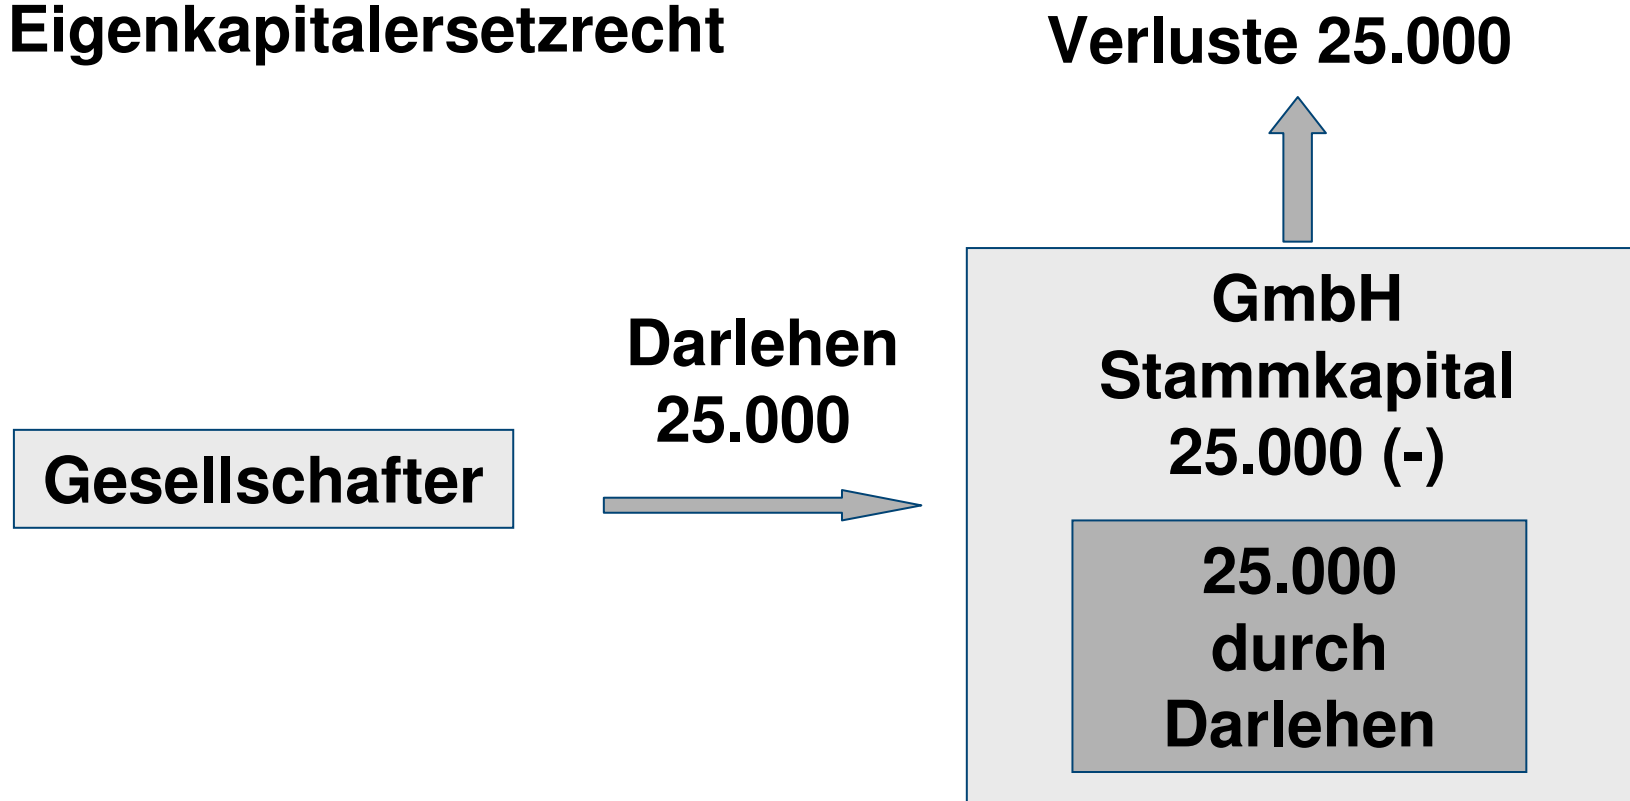 Eigenkapitalersetzrecht
Verluste 25.000
Darlehen
25.000
Gesellschafter
GmbH
Stammkapital
25.000 (-)
25.000
durch
Darlehen